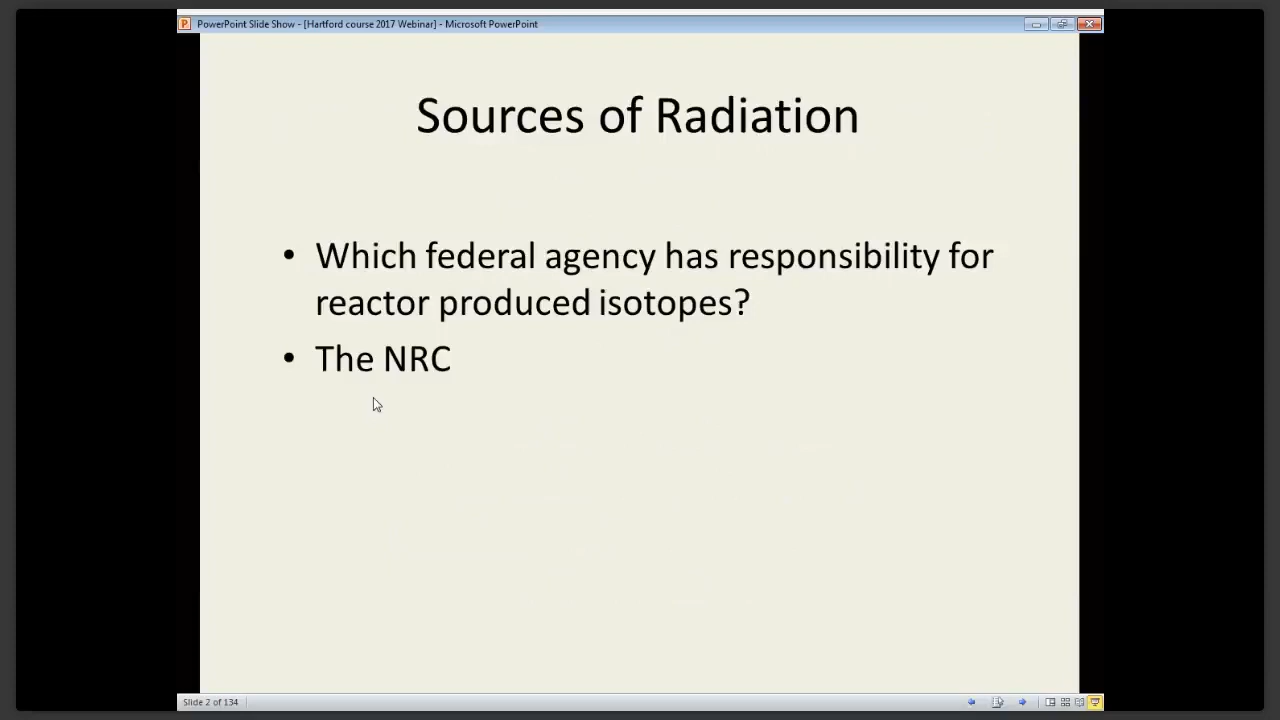 PowerPoint Slide Show - [Hartford course 2017 Webinar] - Microsoft PowerPoint
Sources of Radiation
• Which federal agency has responsibility for
reactor produced isotopes?
• The NRC
Slide 2 of 134